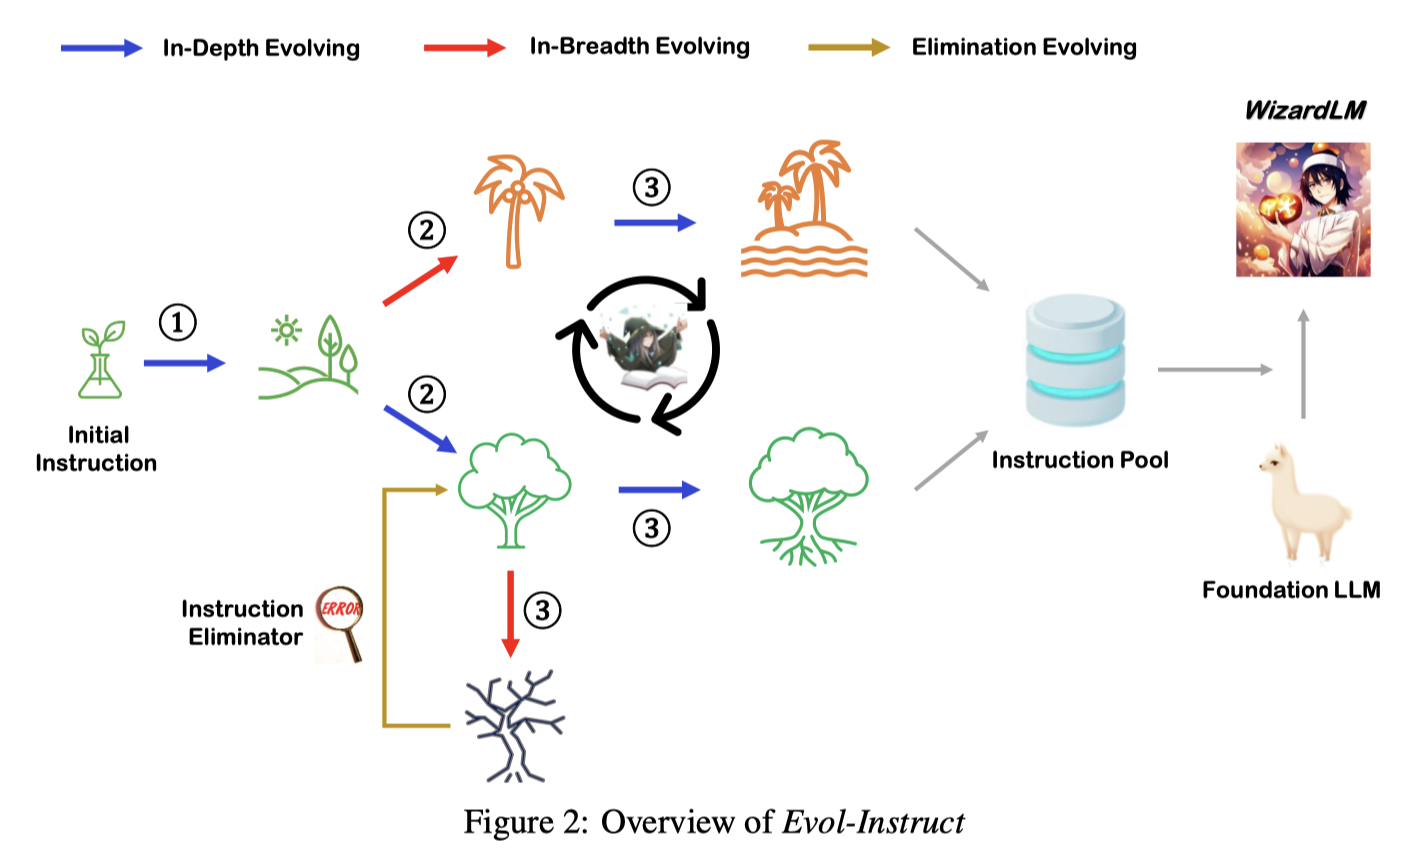 In-Depth Evolving
In-Breadth Evolving
Elimination Evolving
WizardLM
②
③
①
②
Initial
Instruction
Instruction Pool
③
Foundation LLM
Instruction
Eliminator
ERROR
③
Figure 2: Overview of Evol-Instruct